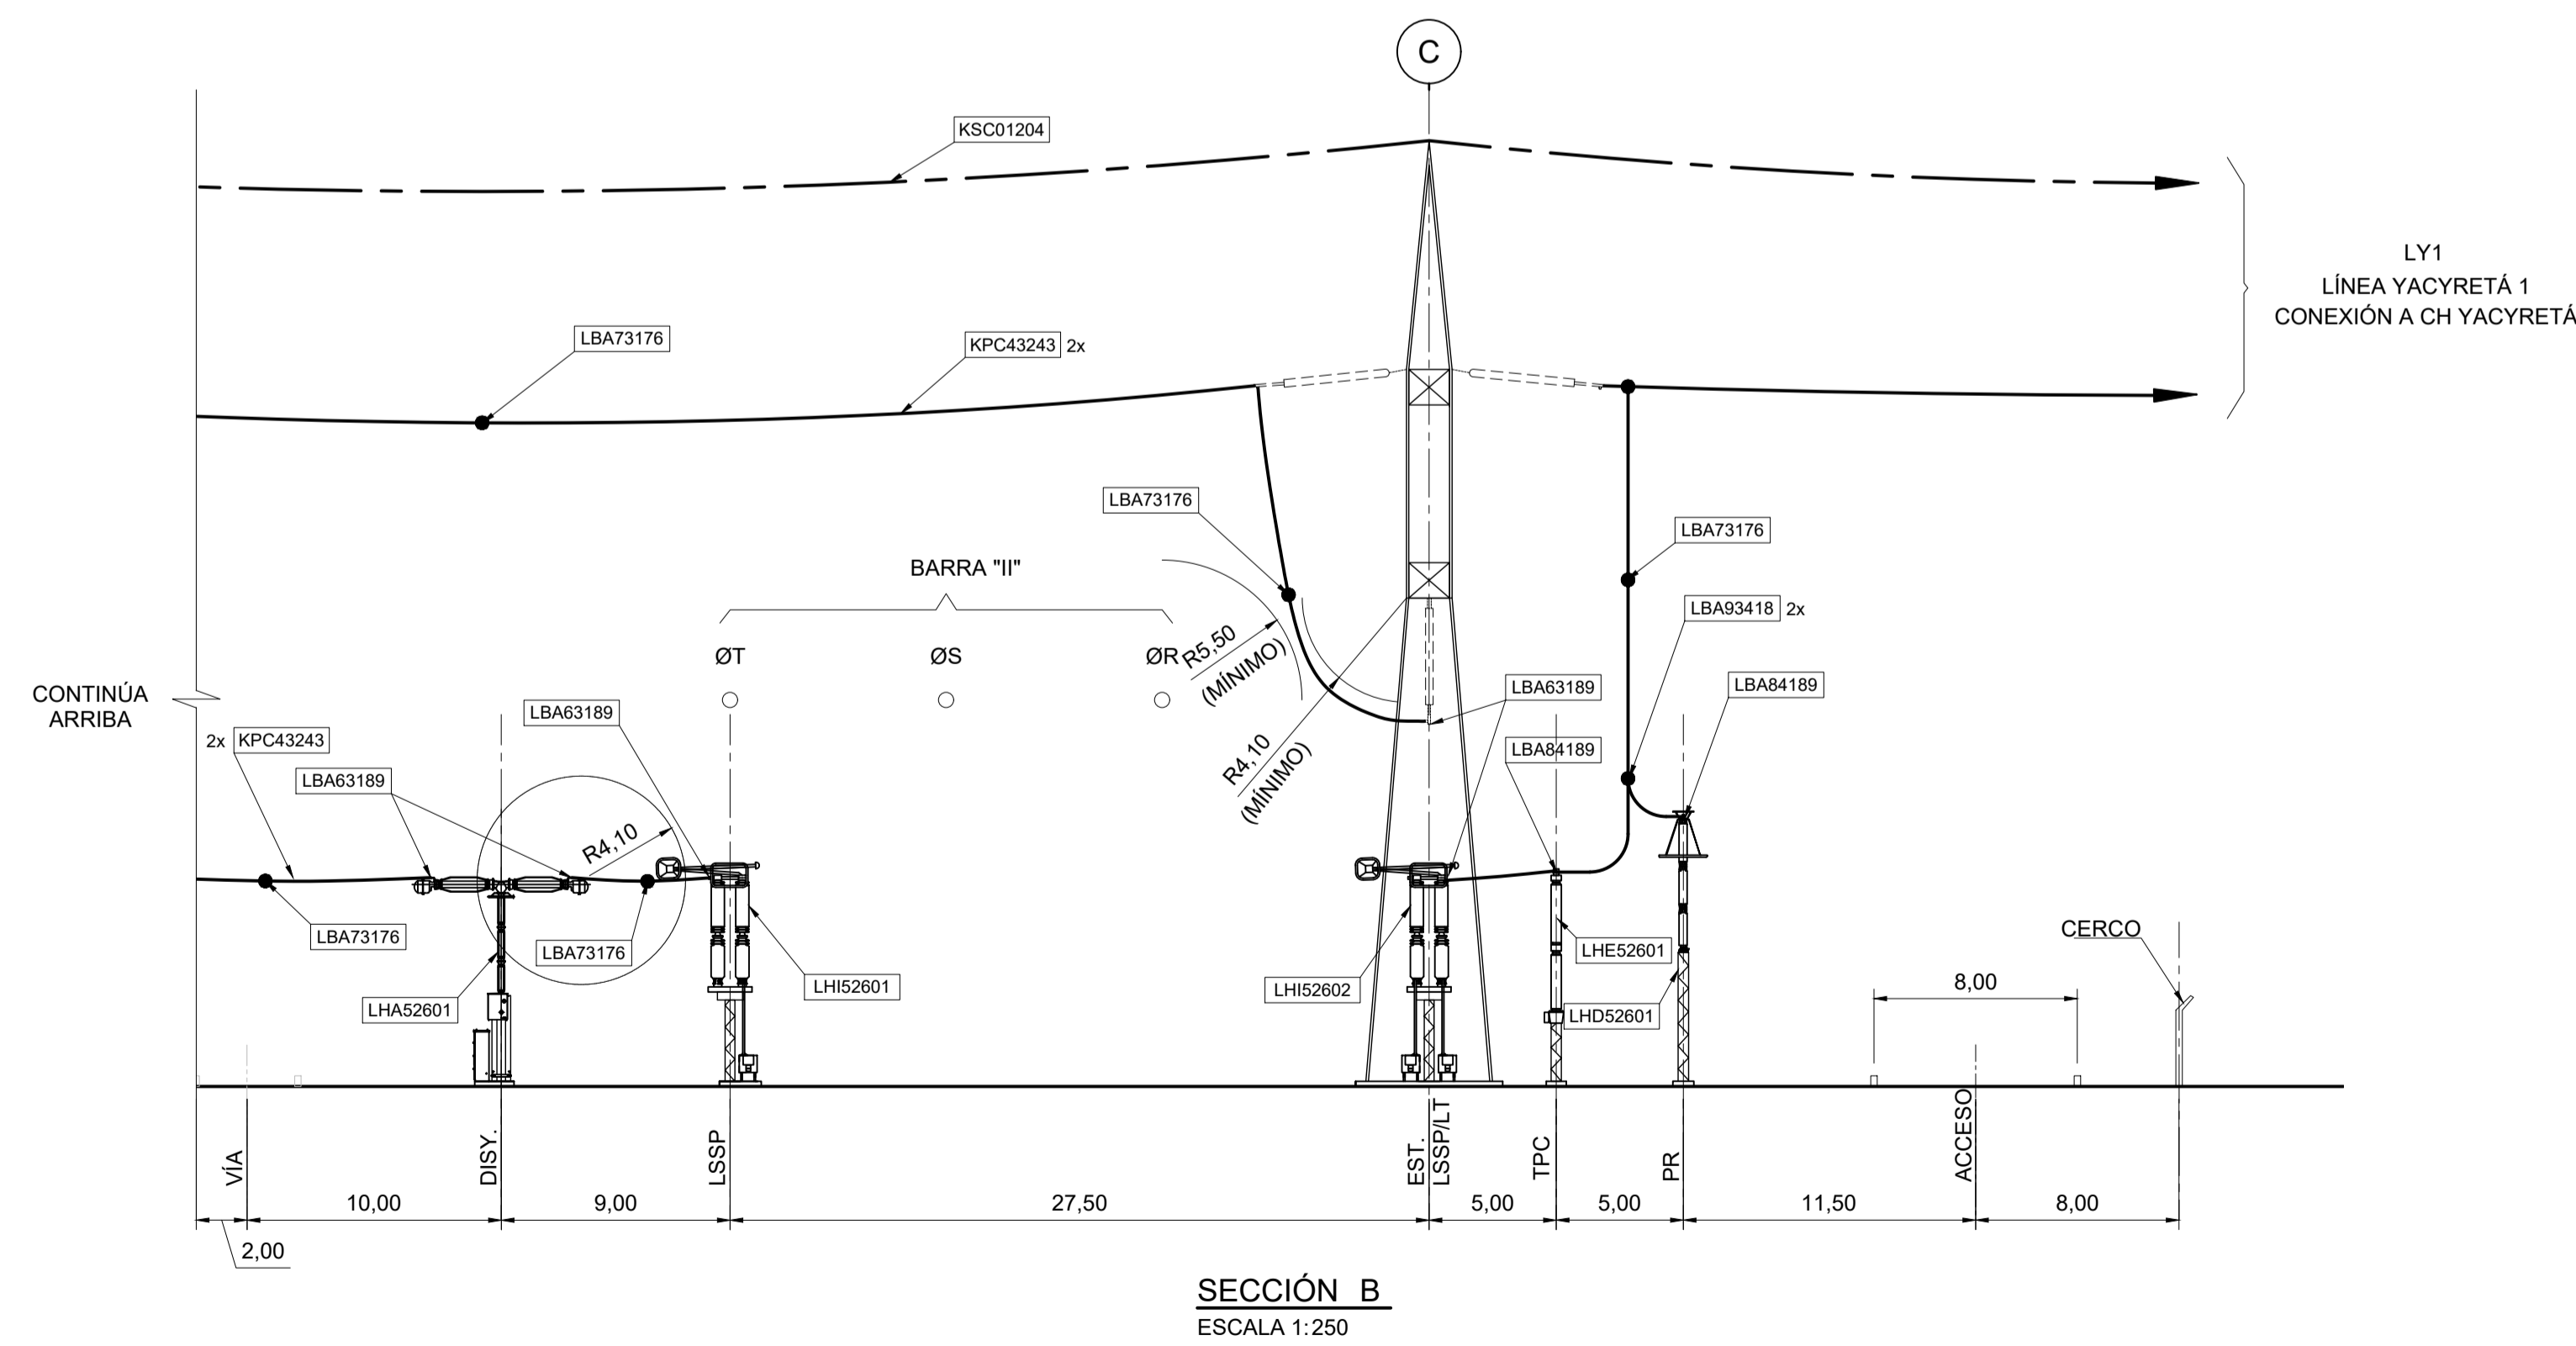 C
KSC01204
LY1
LÍNEA YACYRETÁ 1
CONEXIÓN A CH YACYRETÁ
LBA73176
KPC43243 2x
LBA73176
LBA73176
BARRA "II"
LBA93418 2x
ØT
ØS
ØR
R5,50
(MÍNIMO)
CONTINÚA
ARRIBA
LBA63189
LBA63189
LBA84189
2x KPC43243
LBA63189
R4,10
(MÍNIMO)
LBA84189
R4,10
LBA73176
LBA73176
LHA52601
LHI52601
LHI52602
LHE52601
LHD52601
CERCO
8,00
VÍA
DISY.
LSSP
EST.
LSSP/LT
TPC
PR
ACCESO
10,00
9,00
27,50
5,00
5,00
11,50
8,00
2,00
SECCIÓN B
ESCALA 1:250